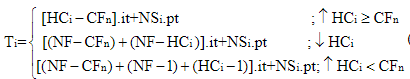 [HCi - CFn].it+NSi.pt ;↑HCi ≥ CFn
Ti= [(NF-CFn)+(NF-HCi)].it+NSi.pt ;↓HCi
[(NF-CFn)+(NF-1)+(HCi-1)].it+NSi.pt;↑HCi < CFn